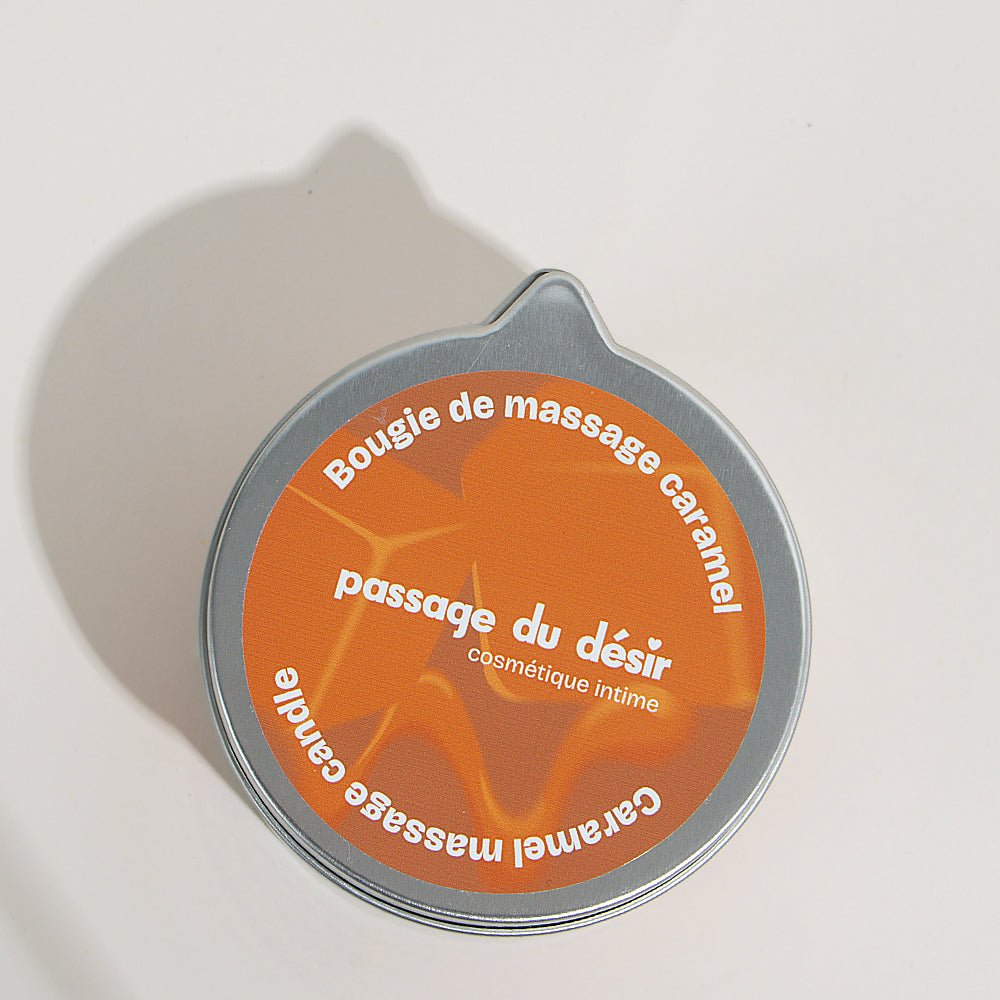 Bougie de massage caramel
passage du désir
cosmétique intime
Caramel massage candle